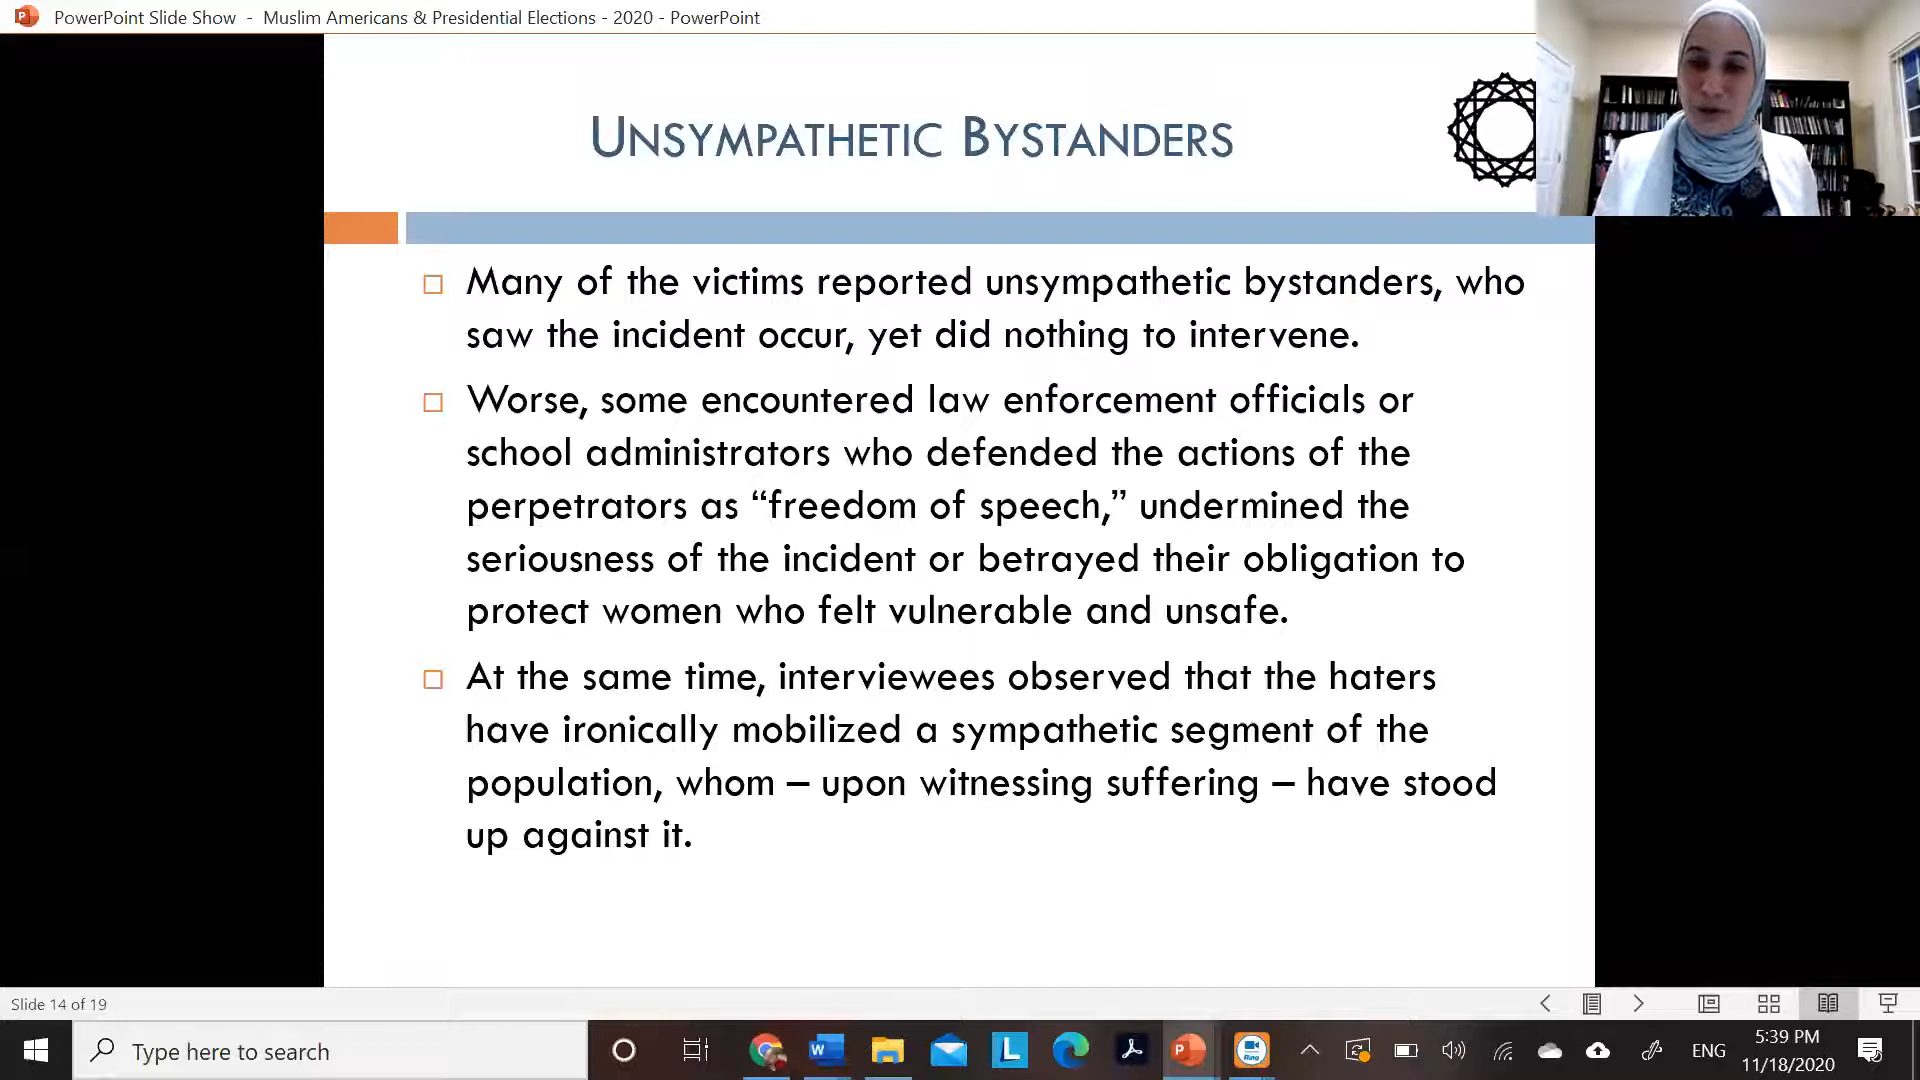 PowerPoint Slide Show - Muslim Americans & Presidential Elections - 2020 - PowerPoint
UNSYMPATHETIC BYSTANDERS
Many of the victims reported unsympathetic bystanders, who
saw the incident occur, yet did nothing to intervene.
Worse, some encountered law enforcement officials or
school administrators who defended the actions of the
perpetrators as “freedom of speech,” undermined the
seriousness of the incident or betrayed their obligation to
protect women who felt vulnerable and unsafe.
At the same time, interviewees observed that the haters
have ironically mobilized a sympathetic segment of the
population, whom – upon witnessing suffering – have stood
up against it.
Slide 14 of 19
Type here to search
ENG
5:39 PM
11/18/2020